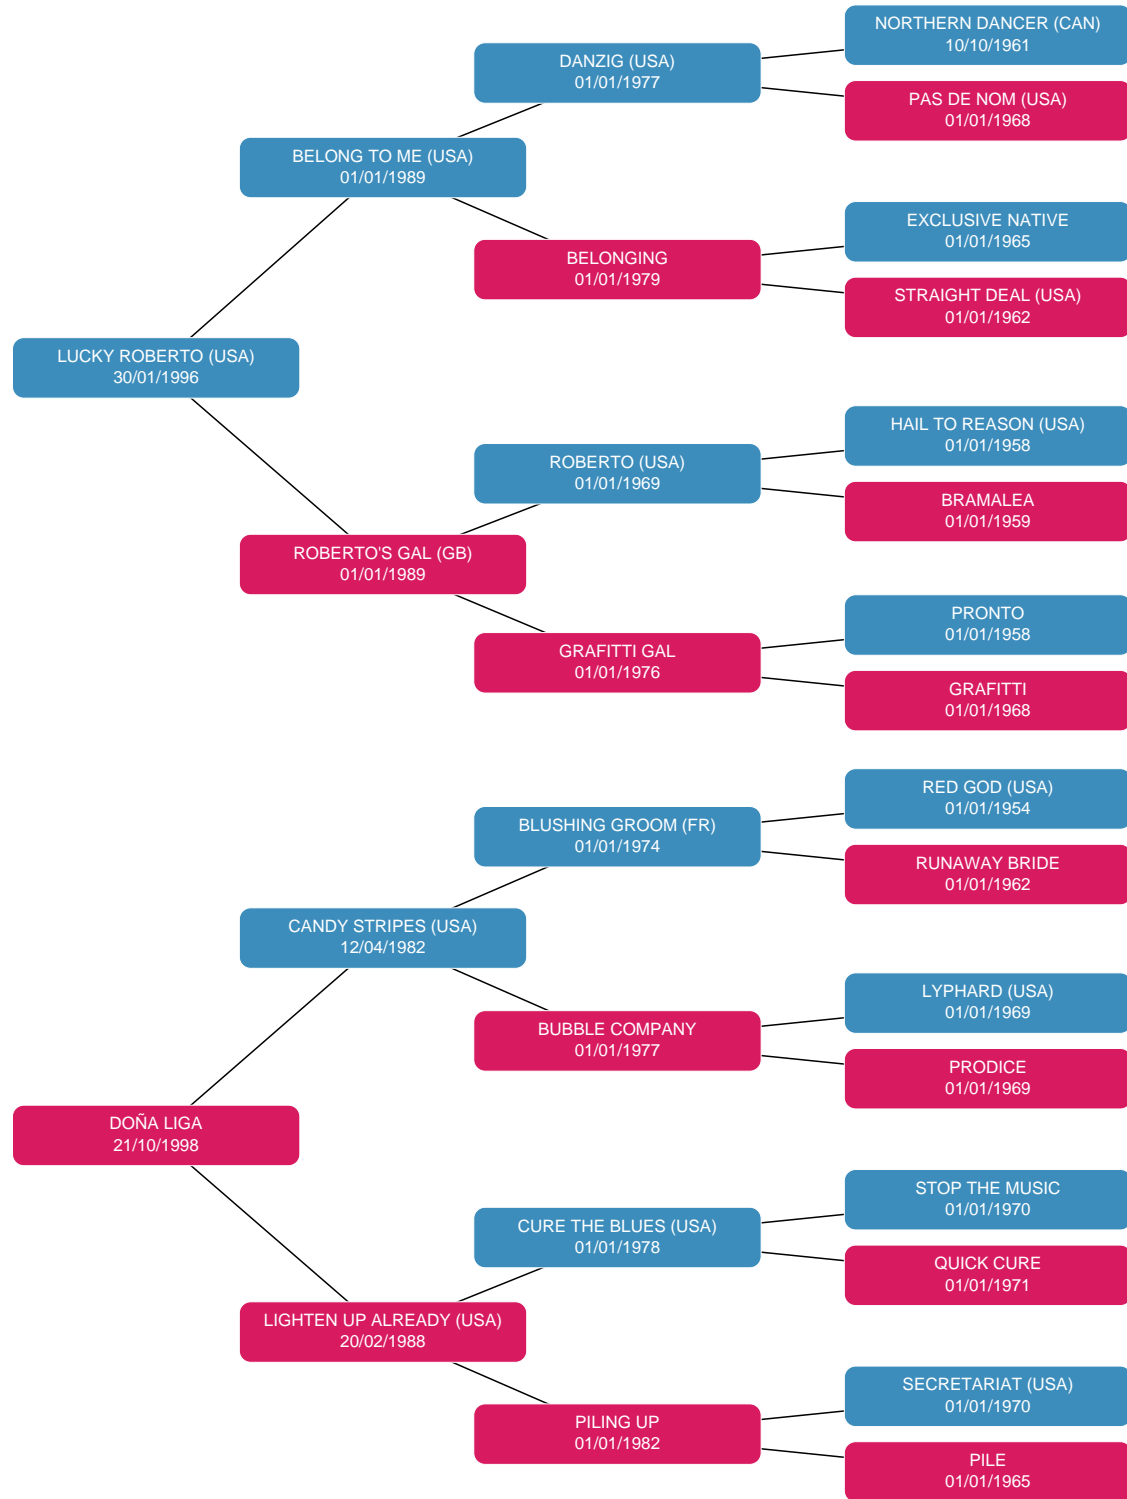 NORTHERN DANCER (CAN)
10/10/1961
DANZIG (USA)
01/01/1977
PAS DE NOM (USA)
01/01/1968
BELONG TO ME (USA)
01/01/1989
EXCLUSIVE NATIVE
01/01/1965
BELONGING
01/01/1979
STRAIGHT DEAL (USA)
01/01/1962
LUCKY ROBERTO (USA)
30/01/1996
HAIL TO REASON (USA)
01/01/1958
ROBERTO (USA)
01/01/1969
BRAMALEA
01/01/1959
ROBERTO'S GAL (GB)
01/01/1989
PRONTO
01/01/1958
GRAFITTI GAL
01/01/1976
GRAFITTI
01/01/1968
RED GOD (USA)
01/01/1954
BLUSHING GROOM (FR)
01/01/1974
RUNAWAY BRIDE
01/01/1962
CANDY STRIPES (USA)
12/04/1982
LYPHARD (USA)
01/01/1969
BUBBLE COMPANY
01/01/1977
PRODICE
01/01/1969
DOÑA LIGA
21/10/1998
STOP THE MUSIC
01/01/1970
CURE THE BLUES (USA)
01/01/1978
QUICK CURE
01/01/1971
LIGHTEN UP ALREADY (USA)
20/02/1988
SECRETARIAT (USA)
01/01/1970
PILING UP
01/01/1982
PILE
01/01/1965